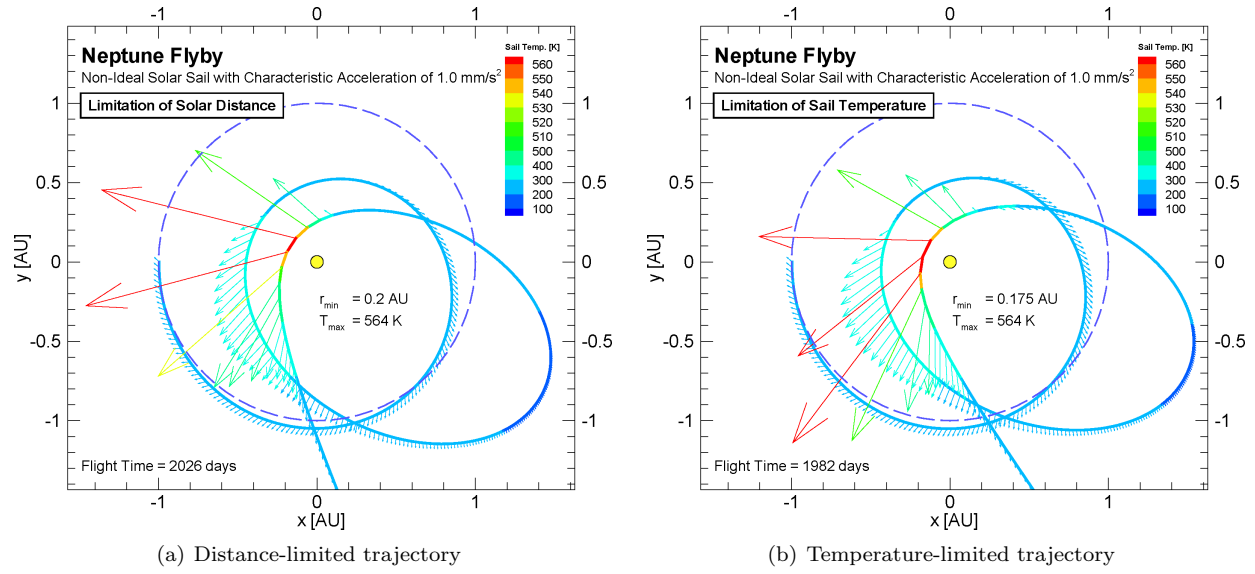 -1 0 1
Neptune Flyby
Non-Ideal Solar Sail with Characteristic Acceleration of 1.0 mm/s²
Limitation of Solar Distance
Sail Temp. [K]
560
550
540
530
520
510
400
300
200
100
1
0.5
0
-0.5
-1
y [AU]
1
0.5
0
-0.5
-1
r_min = 0.2 AU
T_max = 564 K
Flight Time = 2026 days
-1 0 1
x [AU]
(a) Distance-limited trajectory
-1 0 1
Neptune Flyby
Non-Ideal Solar Sail with Characteristic Acceleration of 1.0 mm/s²
Limitation of Sail Temperature
Sail Temp. [K]
560
550
540
530
520
510
400
300
200
100
1
0.5
0
-0.5
-1
y [AU]
1
0.5
0
-0.5
-1
r_min = 0.175 AU
T_max = 564 K
Flight Time = 1982 days
-1 0 1
x [AU]
(b) Temperature-limited trajectory